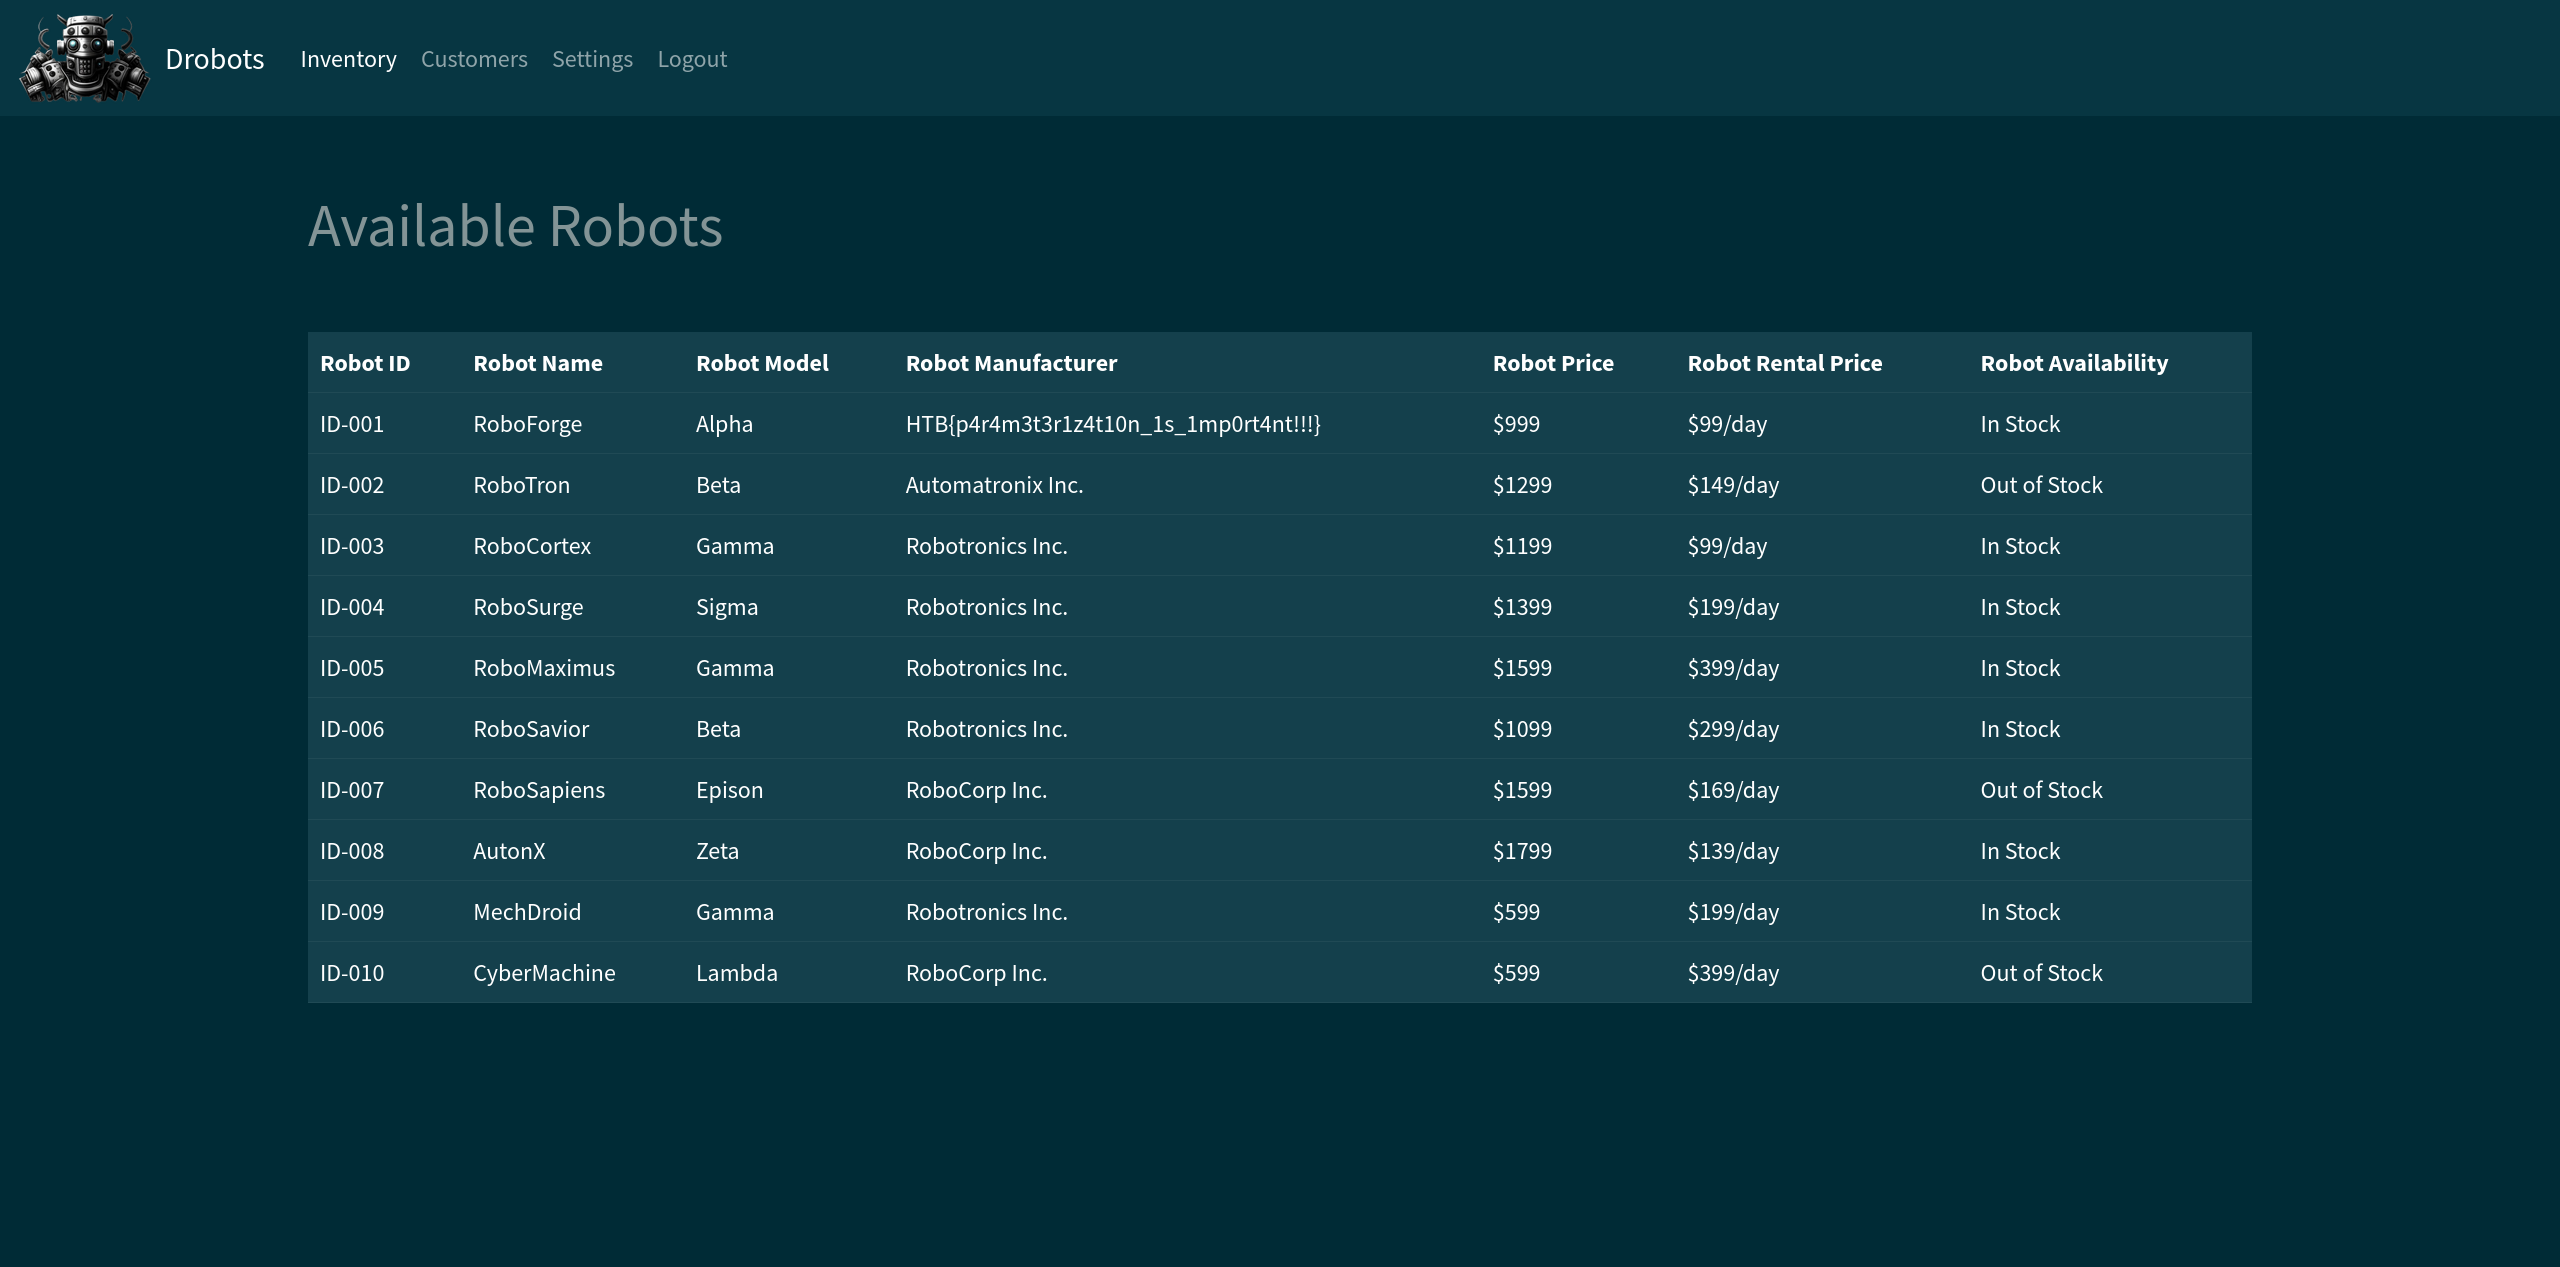 Drobots Inventory Customers Settings Logout
Available Robots
Robot ID Robot Name Robot Model Robot Manufacturer Robot Price Robot Rental Price Robot Availability
ID-001 RoboForge Alpha HTB{p4r4m3t3r1z4t10n_1s_1mp0rt4nt!!!} $999 $99/day In Stock
ID-002 RoboTron Beta Automatronix Inc. $1299 $149/day Out of Stock
ID-003 RoboCortex Gamma Robotronics Inc. $1199 $99/day In Stock
ID-004 RoboSurge Sigma Robotronics Inc. $1399 $199/day In Stock
ID-005 RoboMaximus Gamma Robotronics Inc. $1599 $399/day In Stock
ID-006 RoboSavior Beta Robotronics Inc. $1099 $299/day In Stock
ID-007 RoboSapiens Epison RoboCorp Inc. $1599 $169/day Out of Stock
ID-008 AutonX Zeta RoboCorp Inc. $1799 $139/day In Stock
ID-009 MechDroid Gamma Robotronics Inc. $599 $199/day In Stock
ID-010 CyberMachine Lambda RoboCorp Inc. $599 $399/day Out of Stock